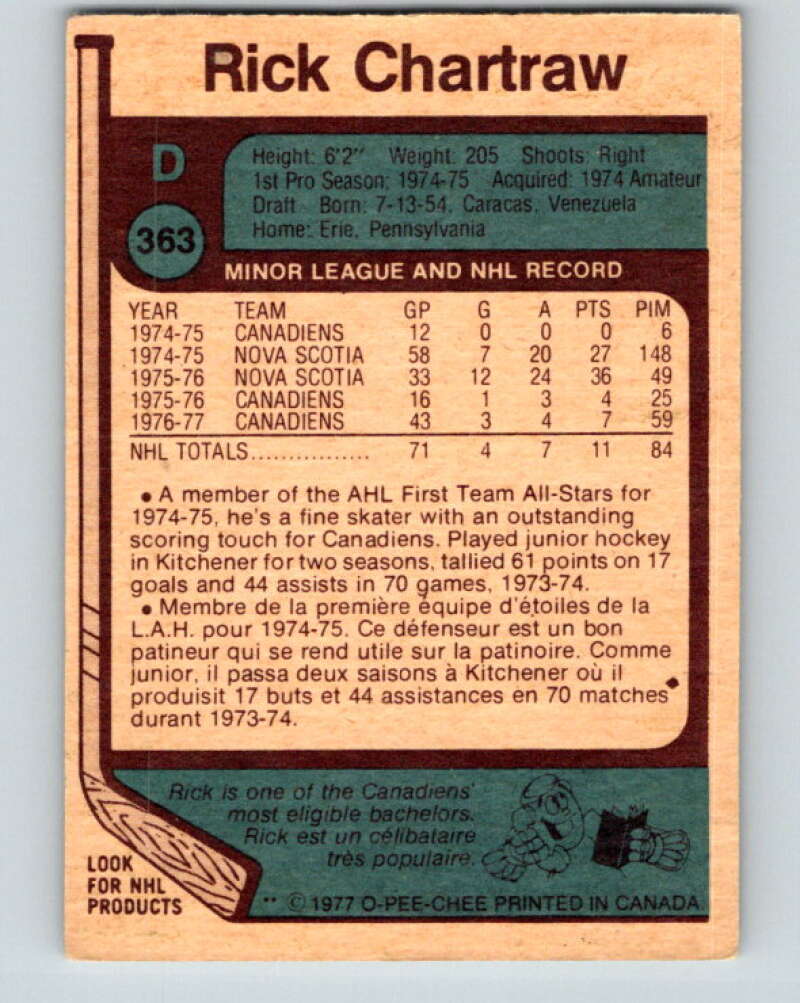 Rick Chartraw
D
363
Height: 6'2" Weight: 205 Shoots: Right
1st Pro Season: 1974-75 Acquired: 1974 Amateur
Draft Born: 7-13-54, Caracas, Venezuela
Home: Erie, Pennsylvania
MINOR LEAGUE AND NHL RECORD
YEAR TEAM GP G A PTS PIM
1974-75 CANADIENS 12 0 0 0 6
1974-75 NOVA SCOTIA 58 7 20 27 148
1975-76 NOVA SCOTIA 33 12 24 36 49
1975-76 CANADIENS 16 1 3 4 25
1976-77 CANADIENS 43 3 4 7 59
NHL TOTALS................ 71 4 7 11 84
• A member of the AHL First Team All-Stars for
1974-75, he's a fine skater with an outstanding
scoring touch for Canadiens. Played junior hockey
in Kitchener for two seasons, tallied 61 points on 17
goals and 44 assists in 70 games, 1973-74.
• Membre de la première équipe d'étoiles de la
L.A.H. pour 1974-75. Ce défenseur est un bon
patineur qui se rend utile sur la patinoire. Comme
junior, il passa deux saisons à Kitchener où il
produisit 17 buts et 44 assistances en 70 matches
durant 1973-74.
Rick is one of the Canadiens'
most eligible bachelors.
Rick est un célibataire
très populaire.
LOOK
FOR NHL
PRODUCTS
** © 1977 O-PEE-CHEE PRINTED IN CANADA